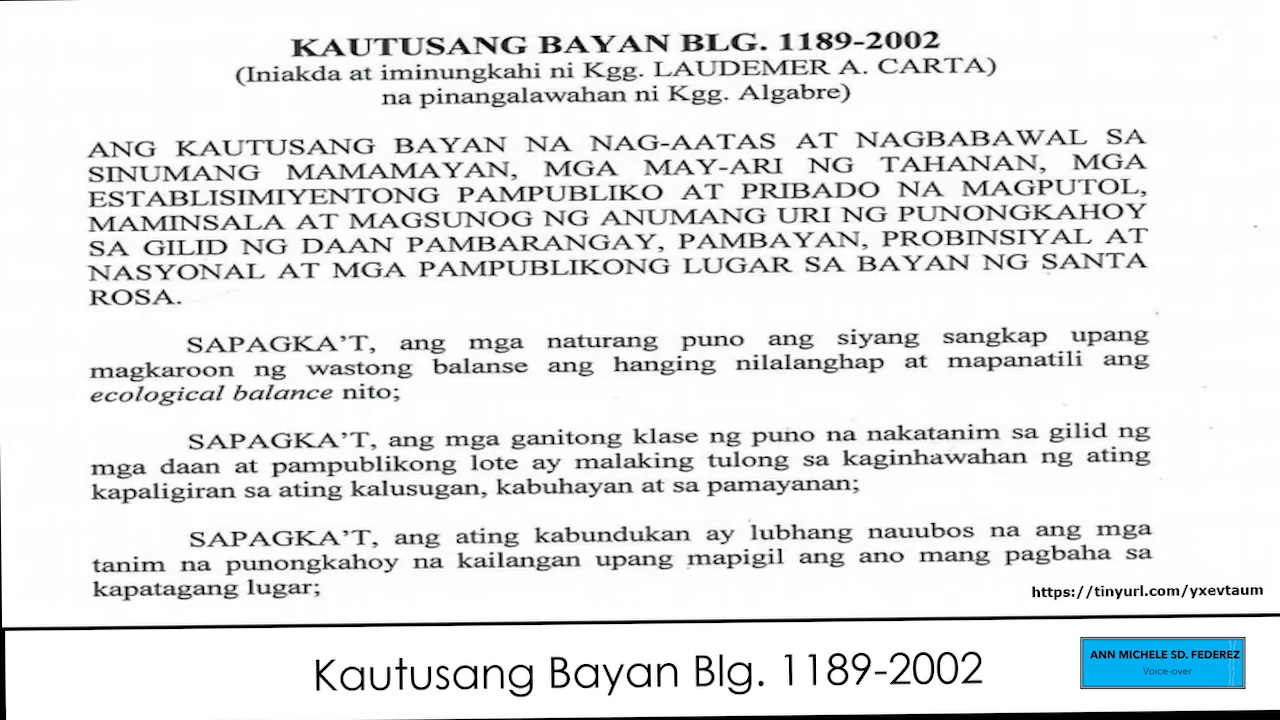 KAUTUSANG BAYAN BLG. 1189-2002
(Iniakda at iminungkahi ni Kgg. LAUDEMER A. CARTA)
na pinangalawahan ni Kgg. Algabre)
ANG KAUTUSANG BAYAN NA NAG-AATAS AT NAGBABAWAL SA
SINUMANG MAMAMAYAN, MGA MAY-ARI NG TAHANAN, MGA
ESTABLISIMIYENTONG PAMPUBLIKO AT PRIBADO NA MAGPUTOL,
MAMINSALA AT MAGSUNOG NG ANUMANG URI NG PUNONGKAHOY
SA GILID NG DAAN PAMBARANGAY, PAMBAYAN, PROBINSIYAL AT
NASYONAL AT MGA PAMPUBLIKONG LUGAR SA BAYAN NG SANTA
ROSA.
SAPAGKA'T, ang mga naturang puno ang siyang sangkap upang
magkaroon ng wastong balanse ang hanging nilalanghap at mapanatili ang
ecological balance nito;
SAPAGKA'T, ang mga ganitong klase ng puno na nakatanim sa gilid ng
mga daan at pampublikong lote ay malaking tulong sa kaginhawahan ng ating
kapaligiran sa ating kalusugan, kabuhayan at sa pamayanan;
SAPAGKA'T, ang ating kabundukan ay lubhang nauubos na ang mga
tanim na punongkahoy na kailangan upang mapigil ang ano mang pagbaha sa
kapatagang lugar;
https://tinyurl.com/yxevtaum
Kautusang Bayan Blg. 1189-2002
ANN MICHELE SD. FEDEREZ
Voice-over